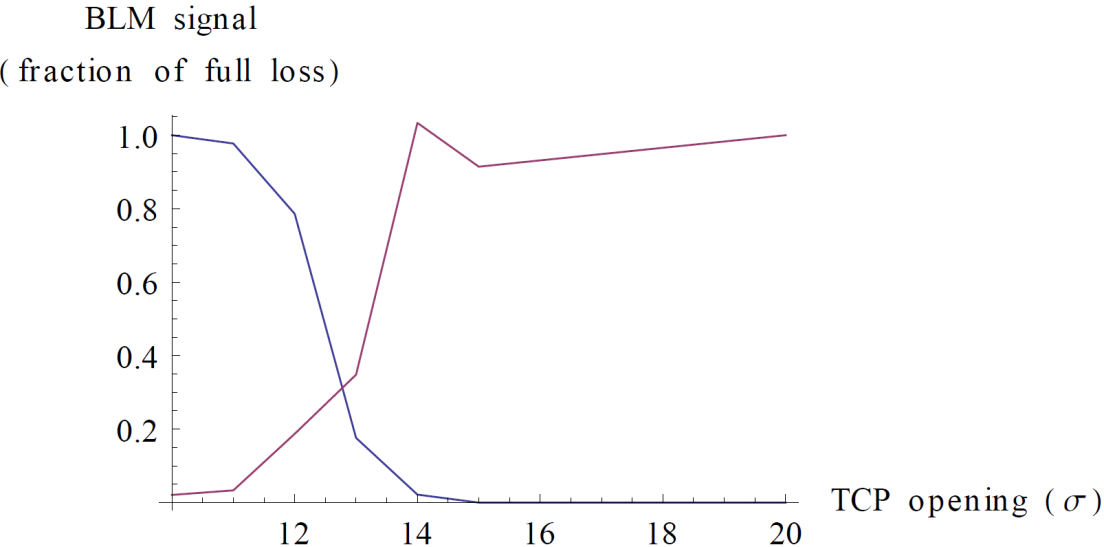 BLM signal
( fraction of full loss)
1.0
0.8
0.6
0.4
0.2
12 14 16 18 20
TCP opening ( σ )